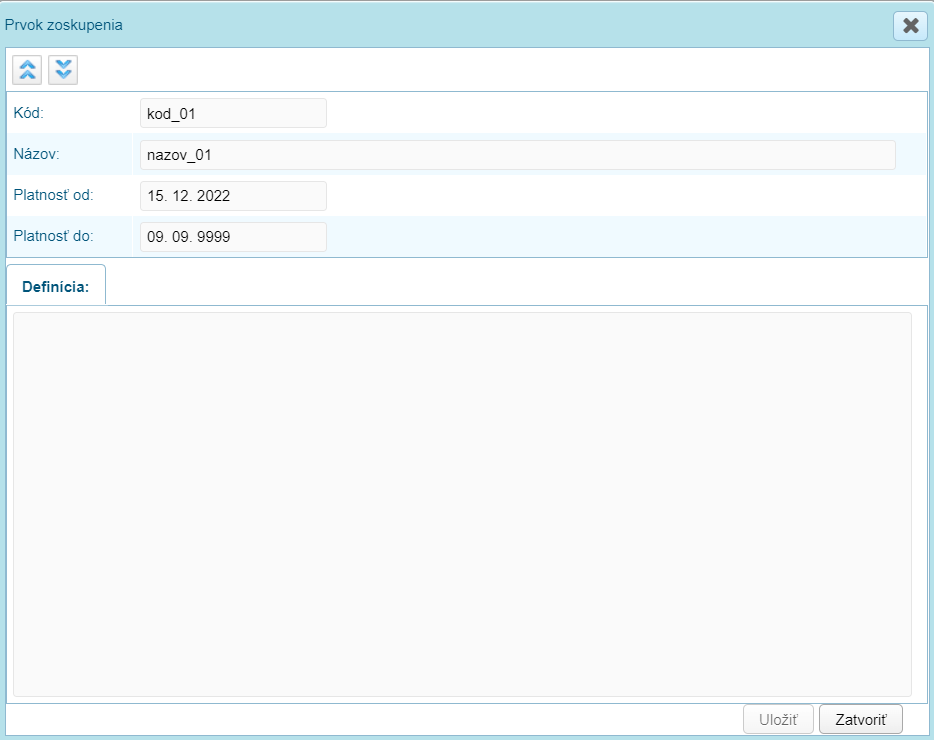 Prvok zoskupenia
Kód: kod_01
Názov: nazov_01
Platnosť od: 15. 12. 2022
Platnosť do: 09. 09. 9999
Definícia:
Uložiť Zatvoriť